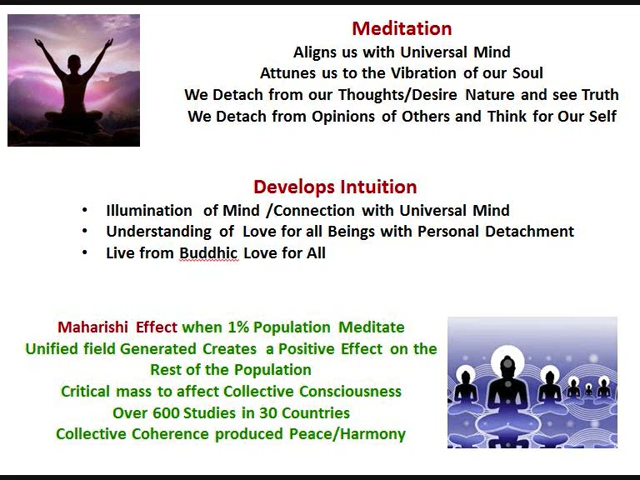 Meditation
Aligns us with Universal Mind
Attunes us to the Vibration of our Soul
We Detach from our Thoughts/Desire Nature and see Truth
We Detach from Opinions of Others and Think for Our Self
Develops Intuition
• Illumination of Mind /Connection with Universal Mind
• Understanding of Love for all Beings with Personal Detachment
• Live from Buddhic Love for All
Maharishi Effect when 1% Population Meditate
Unified field Generated Creates a Positive Effect on the
Rest of the Population
Critical mass to affect Collective Consciousness
Over 600 Studies in 30 Countries
Collective Coherence produced Peace/Harmony